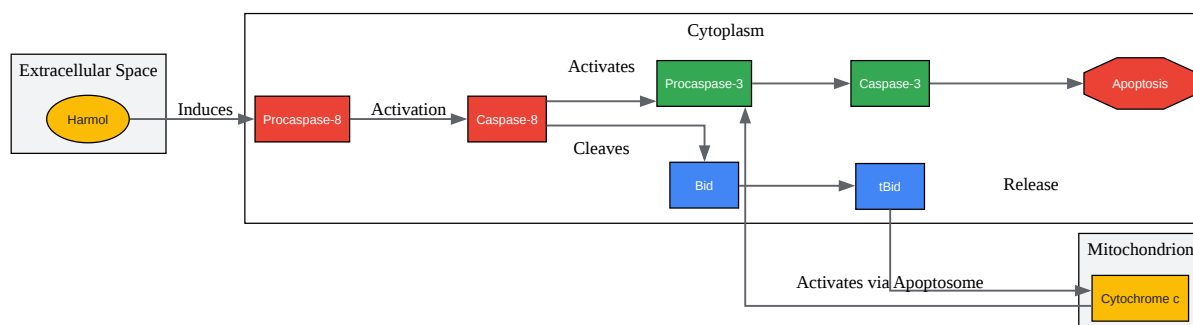 Cytoplasm
Extracellular Space
Harmol
Induces
Procaspase-8
Activation
Caspase-8
Activates
Cleaves
Procaspase-3
Caspase-3
Apoptosis
Bid
tBid
Release
Mitochondrion
Activates via Apoptosome
Cytochrome c